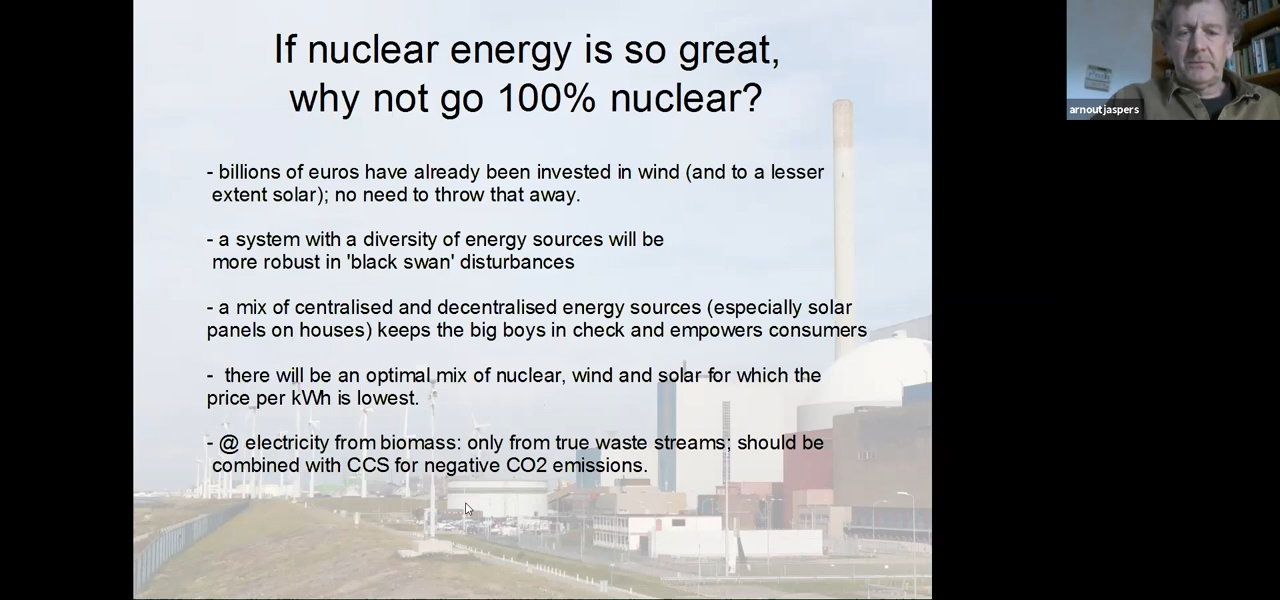 If nuclear energy is so great,
why not go 100% nuclear?
- billions of euros have already been invested in wind (and to a lesser
extent solar); no need to throw that away.
- a system with a diversity of energy sources will be
more robust in 'black swan' disturbances
- a mix of centralised and decentralised energy sources (especially solar
panels on houses) keeps the big boys in check and empowers consumers
- there will be an optimal mix of nuclear, wind and solar for which the
price per kWh is lowest.
- @ electricity from biomass: only from true waste streams; should be
combined with CCS for negative CO2 emissions.
arnout jaspers